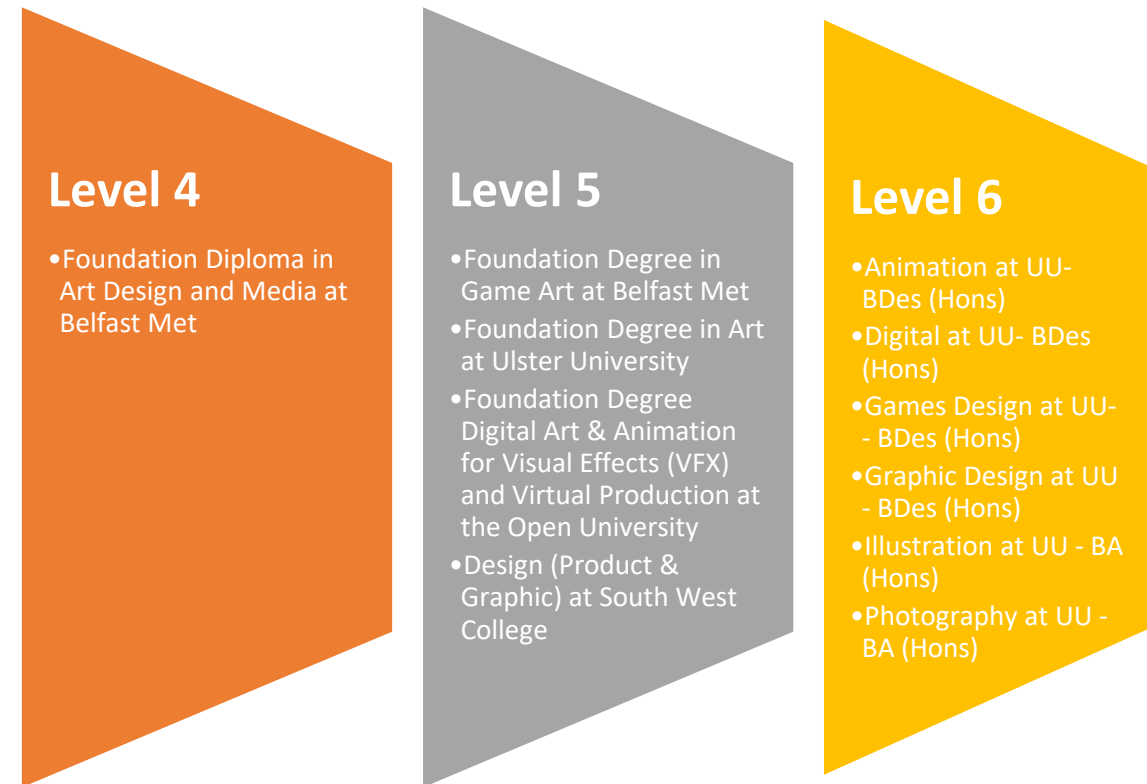 Level 4
•Foundation Diploma in
Art Design and Media at
Belfast Met
Level 5
•Foundation Degree in
Game Art at Belfast Met
•Foundation Degree in Art
at Ulster University
•Foundation Degree
Digital Art & Animation
for Visual Effects (VFX)
and Virtual Production at
the Open University
•Design (Product &
Graphic) at South West
College
Level 6
•Animation at UU-
BDes (Hons)
•Digital at UU- BDes
(Hons)
•Games Design at UU-
- BDes (Hons)
•Graphic Design at UU
- BDes (Hons)
•Illustration at UU - BA
(Hons)
•Photography at UU -
BA (Hons)